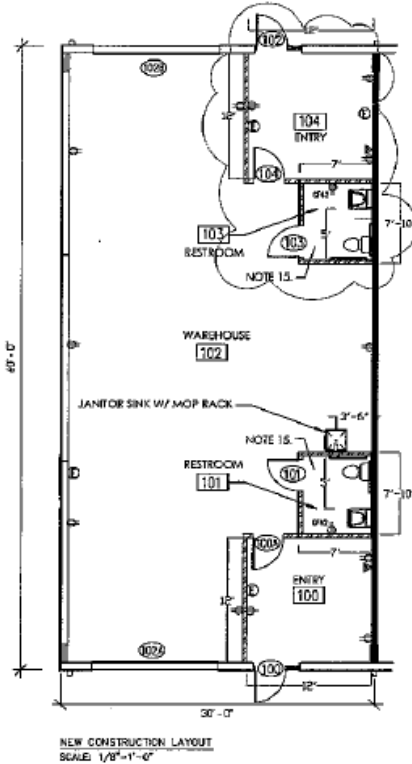 12'
102
102B
104
ENTRY
7'
104
103
RESTROOM
103
7'-10
NOTE 15.
WAREHOUSE
102
60'-0"
JANITOR SINK W/ MOP RACK
3'-6"
NOTE 15.
RESTROOM
101
101
7'-10
100A
7'
ENTRY
100
12'
102A
100
12'
30'-0"
NEW CONSTRUCTION LAYOUT
SCALE: 1/8"=1'-0"